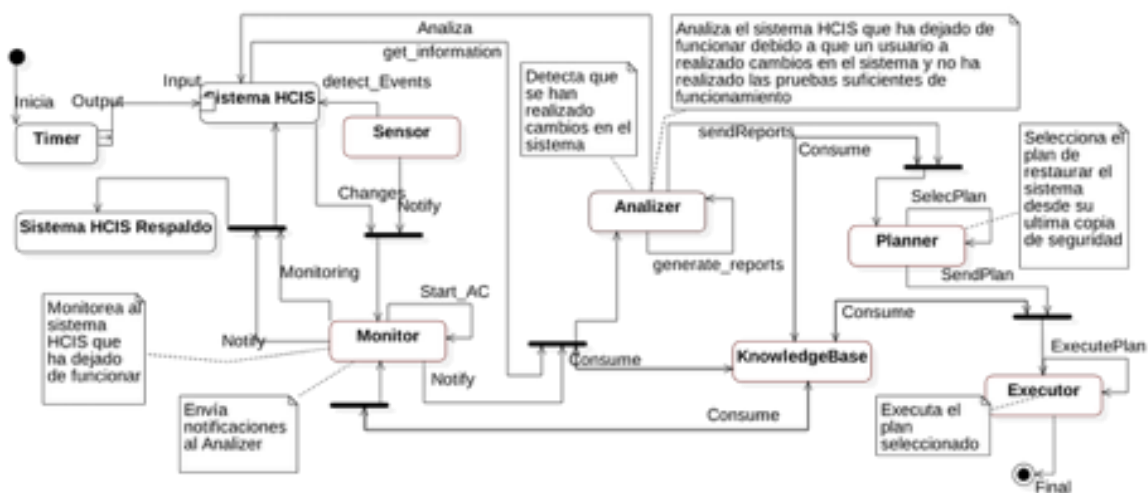 Analiza
get_information
Analiza el sistema HCIS que ha dejado de
funcionar debido a que un usuario a
realizado cambios en el sistema y no ha
realizado las pruebas suficientes de
funcionamiento
Detecta que
se han
realizado
cambios en el
sistema
Input
detect_Events
Inicia
Output
Sistema HCIS
Timer
Sensor
sendReports
Consume
Selecciona el
plan de
restaurar el
sistema
desde su
ultima copia
de seguridad
SelecPlan
Changes
Notify
Analizer
Sistema HCIS Respaldo
Planner
generate_reports
SendPlan
Monitoring
Start_AC
Monitorea al
sistema
HCIS que
ha dejado
de funcionar
Notify
Monitor
Consume
Consume
KnowledgeBase
ExecutePlan
Notify
Executor
Envía
notificaciones
al Analizer
Consume
Executa el
plan
seleccionado
Final